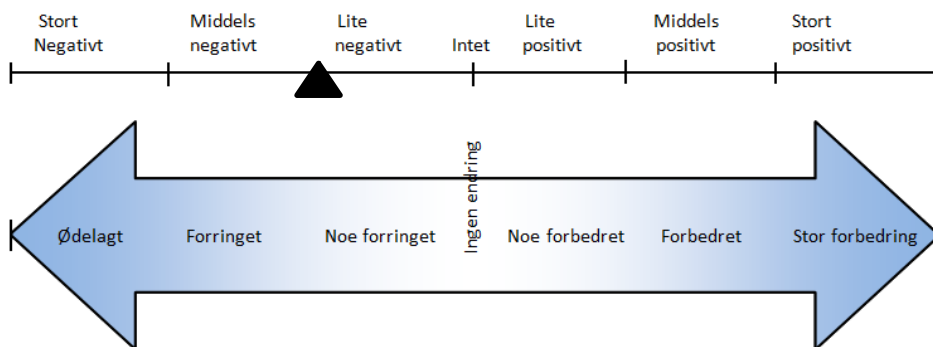 Stort Negativt
Middels negativt
Lite negativt
Intet
Lite positivt
Middels positivt
Stort positivt
Ingen endring
Ødelagt
Forringet
Noe forringet
Noe forbedret
Forbedret
Stor forbedring